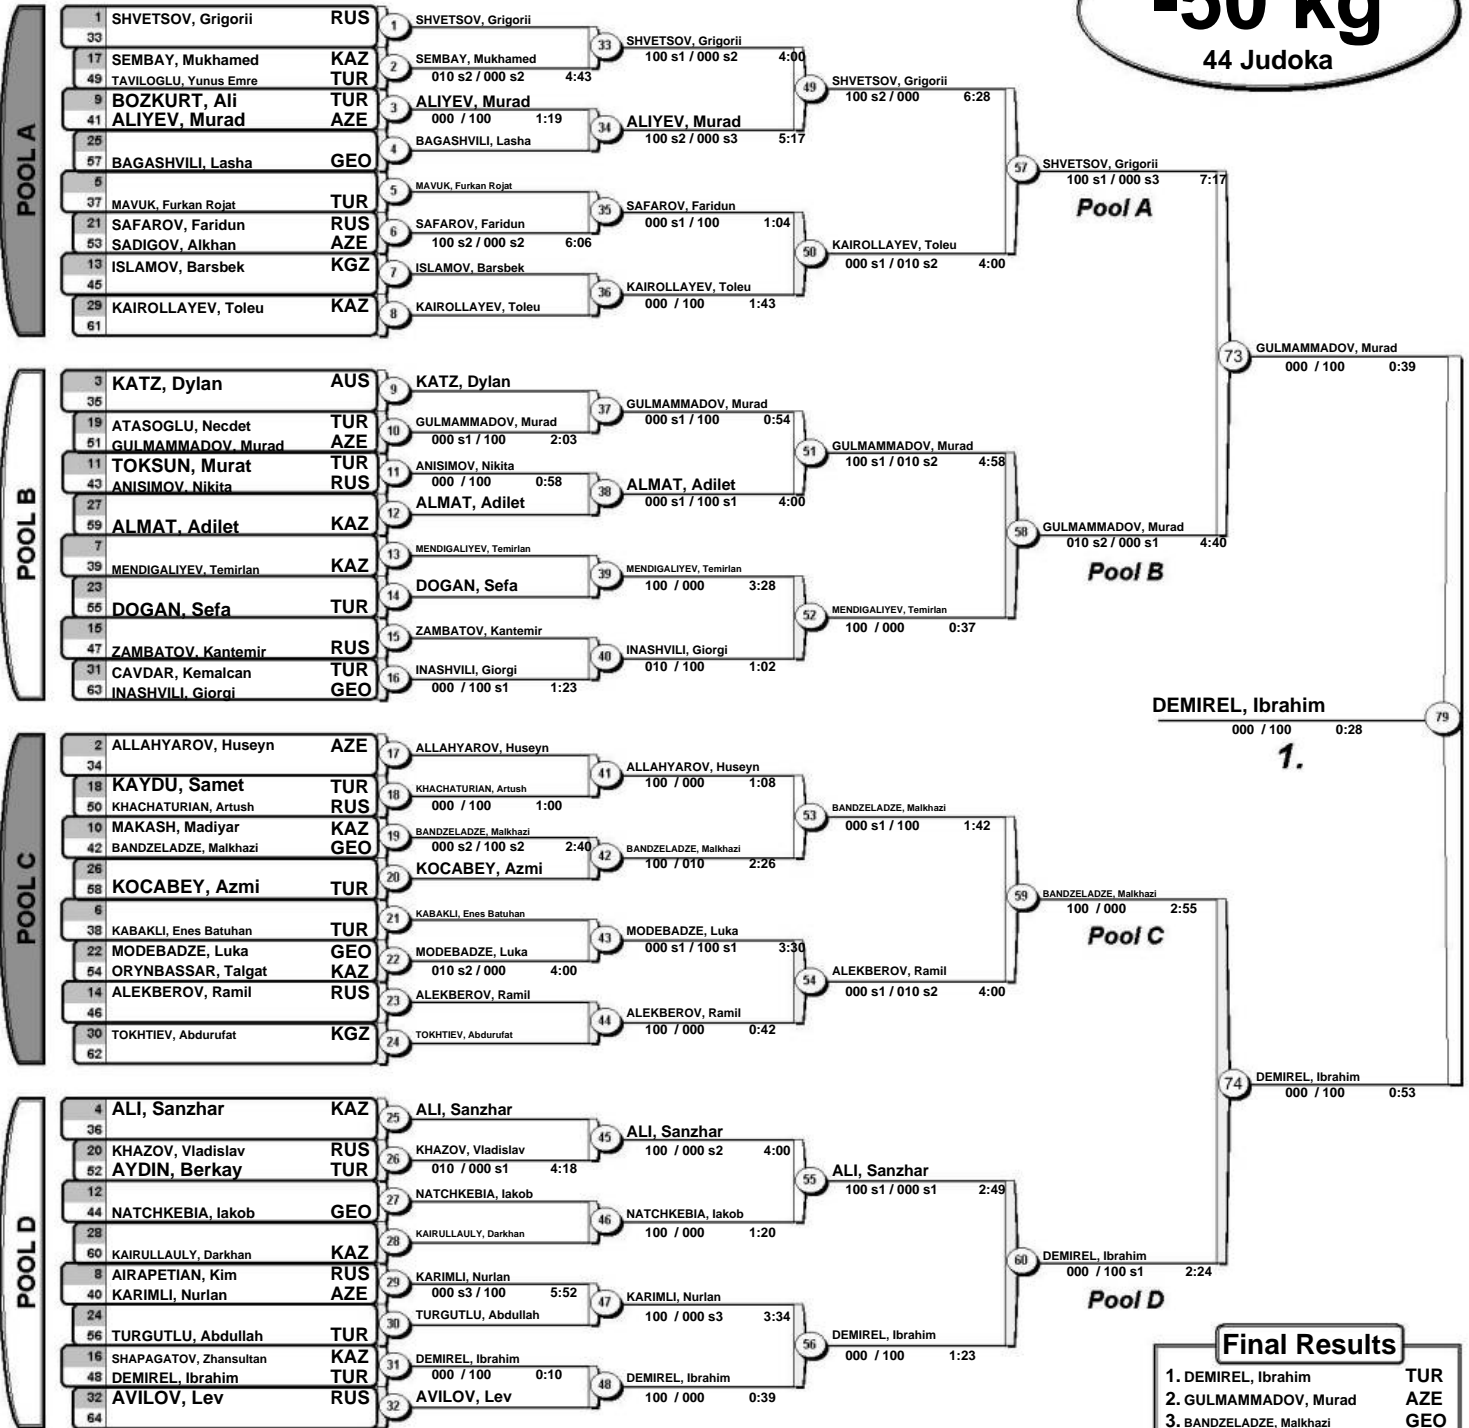 -50 kg
44 Judoka
POOL A
1 SHVETSOV, Grigorii RUS
33
17 SEMBAY, Mukhamed KAZ
49 TAVILOGLU, Yunus Emre TUR
9 BOZKURT, Ali TUR
41 ALIYEV, Murad AZE
25
57 BAGASHVILI, Lasha GEO
5
37 MAVUK, Furkan Rojat TUR
21 SAFAROV, Faridun RUS
53 SADIGOV, Alkhan AZE
13 ISLAMOV, Barsbek KGZ
45
29 KAIROLLAYEV, Toleu KAZ
61
1 SHVETSOV, Grigorii
2 SEMBAY, Mukhamed
010 s2 / 000 s2 4:43
3 ALIYEV, Murad
000 / 100 1:19
4 BAGASHVILI, Lasha
5 MAVUK, Furkan Rojat
6 SAFAROV, Faridun
100 s2 / 000 s2 6:06
7 ISLAMOV, Barsbek
8 KAIROLLAYEV, Toleu
33 SHVETSOV, Grigorii
100 s1 / 000 s2 4:00
34 ALIYEV, Murad
100 s2 / 000 s3 5:17
35 SAFAROV, Faridun
000 s1 / 100 1:04
36 KAIROLLAYEV, Toleu
000 / 100 1:43
49 SHVETSOV, Grigorii
100 s2 / 000 6:28
50 KAIROLLAYEV, Toleu
000 s1 / 010 s2 4:00
57 SHVETSOV, Grigorii
100 s1 / 000 s3 7:17
Pool A
POOL B
3 KATZ, Dylan AUS
35
19 ATASOGLU, Necdet TUR
51 GULMAMMADOV, Murad AZE
11 TOKSUN, Murat TUR
43 ANISIMOV, Nikita RUS
27
59 ALMAT, Adilet KAZ
7
39 MENDIGALIYEV, Temirlan KAZ
23
55 DOGAN, Sefa TUR
15
47 ZAMBATOV, Kantemir RUS
31 CAVDAR, Kemalcan TUR
63 INASHVILI, Giorgi GEO
9 KATZ, Dylan
10 GULMAMMADOV, Murad
000 s1 / 100 2:03
11 ANISIMOV, Nikita
000 / 100 0:58
12 ALMAT, Adilet
13 MENDIGALIYEV, Temirlan
14 DOGAN, Sefa
15 ZAMBATOV, Kantemir
16 INASHVILI, Giorgi
000 / 100 s1 1:23
37 GULMAMMADOV, Murad
000 s1 / 100 0:54
38 ALMAT, Adilet
000 s1 / 100 s1 4:00
39 MENDIGALIYEV, Temirlan
100 / 000 3:28
40 INASHVILI, Giorgi
010 / 100 1:02
51 GULMAMMADOV, Murad
100 s1 / 010 s2 4:58
52 MENDIGALIYEV, Temirlan
100 / 000 0:37
58 GULMAMMADOV, Murad
010 s2 / 000 s1 4:40
Pool B
73 GULMAMMADOV, Murad
000 / 100 0:39
DEMIREL, Ibrahim 79
000 / 100 0:28
1.
POOL C
2 ALLAHYAROV, Huseyn AZE
34
18 KAYDU, Samet TUR
50 KHACHATURIAN, Artush RUS
10 MAKASH, Madiyar KAZ
42 BANDZELADZE, Malkhazi GEO
26
58 KOCABEY, Azmi TUR
6
38 KABAKLI, Enes Batuhan TUR
22 MODEBADZE, Luka GEO
54 ORYNBASSAR, Talgat KAZ
14 ALEKBEROV, Ramil RUS
46
30 TOKHTIEV, Abdurufat KGZ
62
17 ALLAHYAROV, Huseyn
18 KHACHATURIAN, Artush
000 / 100 1:00
19 BANDZELADZE, Malkhazi
000 s2 / 100 s2 2:40
20 KOCABEY, Azmi
21 KABAKLI, Enes Batuhan
22 MODEBADZE, Luka
010 s2 / 000 4:00
23 ALEKBEROV, Ramil
24 TOKHTIEV, Abdurufat
41 ALLAHYAROV, Huseyn
100 / 000 1:08
42 BANDZELADZE, Malkhazi
100 / 010 2:26
43 MODEBADZE, Luka
000 s1 / 100 s1 3:30
44 ALEKBEROV, Ramil
100 / 000 0:42
53 BANDZELADZE, Malkhazi
000 s1 / 100 1:42
54 ALEKBEROV, Ramil
000 s1 / 010 s2 4:00
59 BANDZELADZE, Malkhazi
100 / 000 2:55
Pool C
POOL D
4 ALI, Sanzhar KAZ
36
20 KHAZOV, Vladislav RUS
52 AYDIN, Berkay TUR
12
44 NATCHKEBIA, Iakob GEO
28
60 KAIRULLAULY, Darkhan KAZ
8 AIRAPETIAN, Kim RUS
40 KARIMLI, Nurlan AZE
24
56 TURGUTLU, Abdullah TUR
16 SHAPAGATOV, Zhansultan KAZ
48 DEMIREL, Ibrahim TUR
32 AVILOV, Lev RUS
64
25 ALI, Sanzhar
26 KHAZOV, Vladislav
010 / 000 s1 4:18
27 NATCHKEBIA, Iakob
28 KAIRULLAULY, Darkhan
29 KARIMLI, Nurlan
000 s3 / 100 5:52
30 TURGUTLU, Abdullah
31 DEMIREL, Ibrahim
000 / 100 0:10
32 AVILOV, Lev
45 ALI, Sanzhar
100 / 000 s2 4:00
46 NATCHKEBIA, Iakob
100 / 000 1:20
47 KARIMLI, Nurlan
100 / 000 s3 3:34
48 DEMIREL, Ibrahim
100 / 000 0:39
55 ALI, Sanzhar
100 s1 / 000 s1 2:49
56 DEMIREL, Ibrahim
000 / 100 1:23
60 DEMIREL, Ibrahim
000 / 100 s1 2:24
Pool D
74 DEMIREL, Ibrahim
000 / 100 0:53
Final Results
1. DEMIREL, Ibrahim TUR
2. GULMAMMADOV, Murad AZE
3. BANDZELADZE, Malkhazi GEO